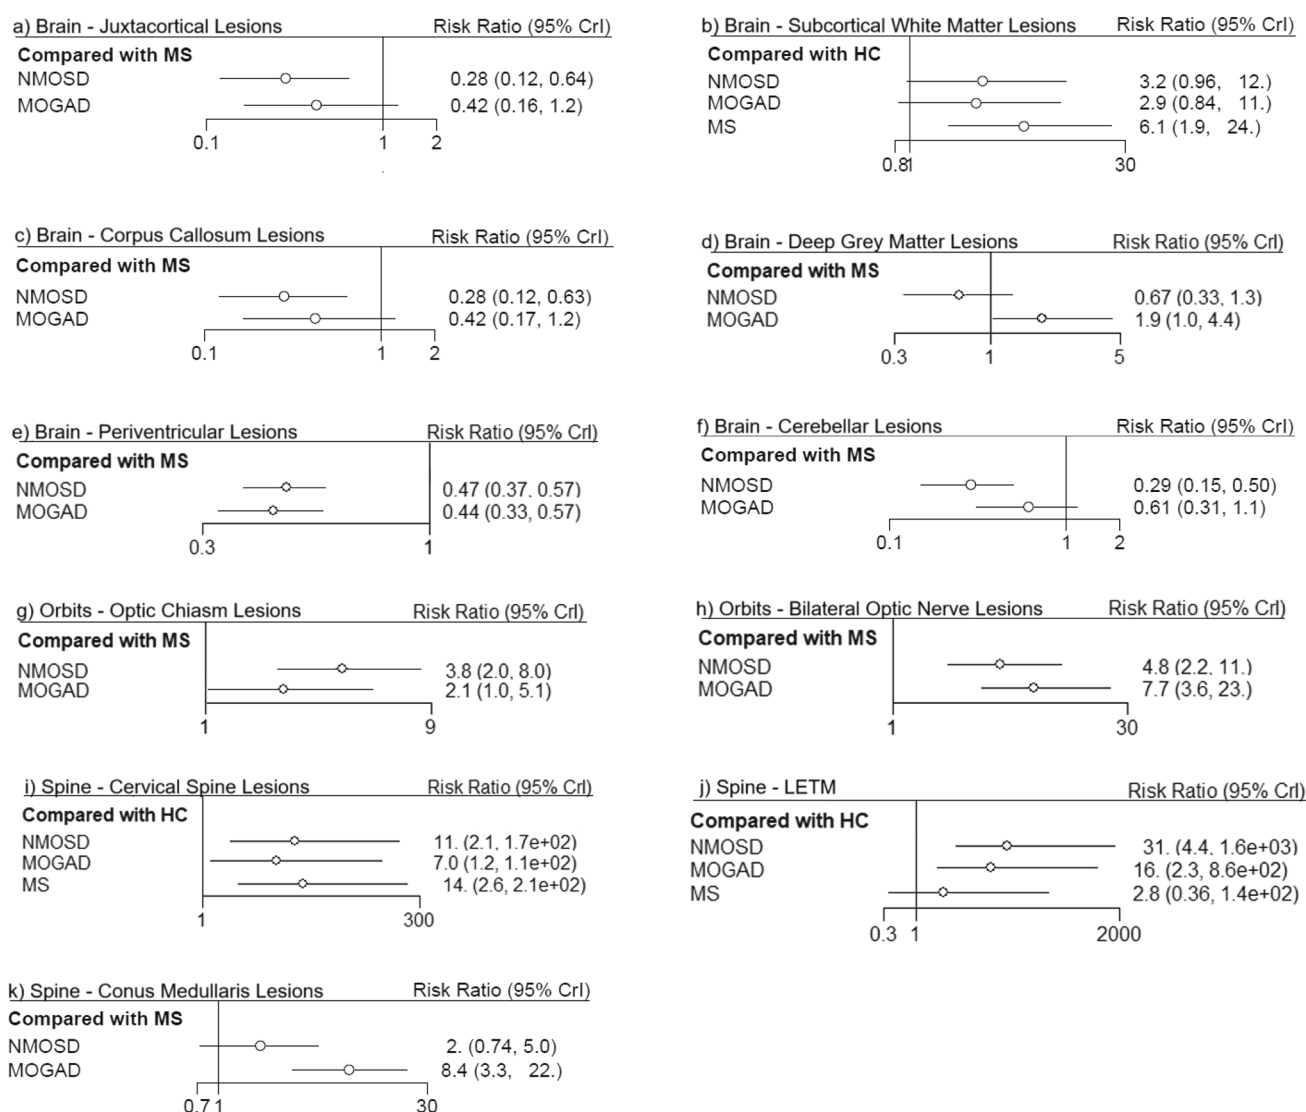 a) Brain - Juxtacortical Lesions Risk Ratio (95% CrI)
Compared with MS
NMOSD 0.28 (0.12, 0.64)
MOGAD 0.42 (0.16, 1.2)
0.1 1 2
b) Brain - Subcortical White Matter Lesions Risk Ratio (95% CrI)
Compared with HC
NMOSD 3.2 (0.96, 12.)
MOGAD 2.9 (0.84, 11.)
MS 6.1 (1.9, 24.)
0.8 1 30
c) Brain - Corpus Callosum Lesions Risk Ratio (95% CrI)
Compared with MS
NMOSD 0.28 (0.12, 0.63)
MOGAD 0.42 (0.17, 1.2)
0.1 1 2
d) Brain - Deep Grey Matter Lesions Risk Ratio (95% CrI)
Compared with MS
NMOSD 0.67 (0.33, 1.3)
MOGAD 1.9 (1.0, 4.4)
0.3 1 5
e) Brain - Periventricular Lesions Risk Ratio (95% CrI)
Compared with MS
NMOSD 0.47 (0.37, 0.57)
MOGAD 0.44 (0.33, 0.57)
0.3 1
f) Brain - Cerebellar Lesions Risk Ratio (95% CrI)
Compared with MS
NMOSD 0.29 (0.15, 0.50)
MOGAD 0.61 (0.31, 1.1)
0.1 1 2
g) Orbits - Optic Chiasm Lesions Risk Ratio (95% CrI)
Compared with MS
NMOSD 3.8 (2.0, 8.0)
MOGAD 2.1 (1.0, 5.1)
1 9
h) Orbits - Bilateral Optic Nerve Lesions Risk Ratio (95% CrI)
Compared with MS
NMOSD 4.8 (2.2, 11.)
MOGAD 7.7 (3.6, 23.)
1 30
i) Spine - Cervical Spine Lesions Risk Ratio (95% CrI)
Compared with HC
NMOSD 11. (2.1, 1.7e+02)
MOGAD 7.0 (1.2, 1.1e+02)
MS 14. (2.6, 2.1e+02)
1 300
j) Spine - LETM Risk Ratio (95% CrI)
Compared with HC
NMOSD 31. (4.4, 1.6e+03)
MOGAD 16. (2.3, 8.6e+02)
MS 2.8 (0.36, 1.4e+02)
0.3 1 2000
k) Spine - Conus Medullaris Lesions Risk Ratio (95% CrI)
Compared with MS
NMOSD 2. (0.74, 5.0)
MOGAD 8.4 (3.3, 22.)
0.7 1 30